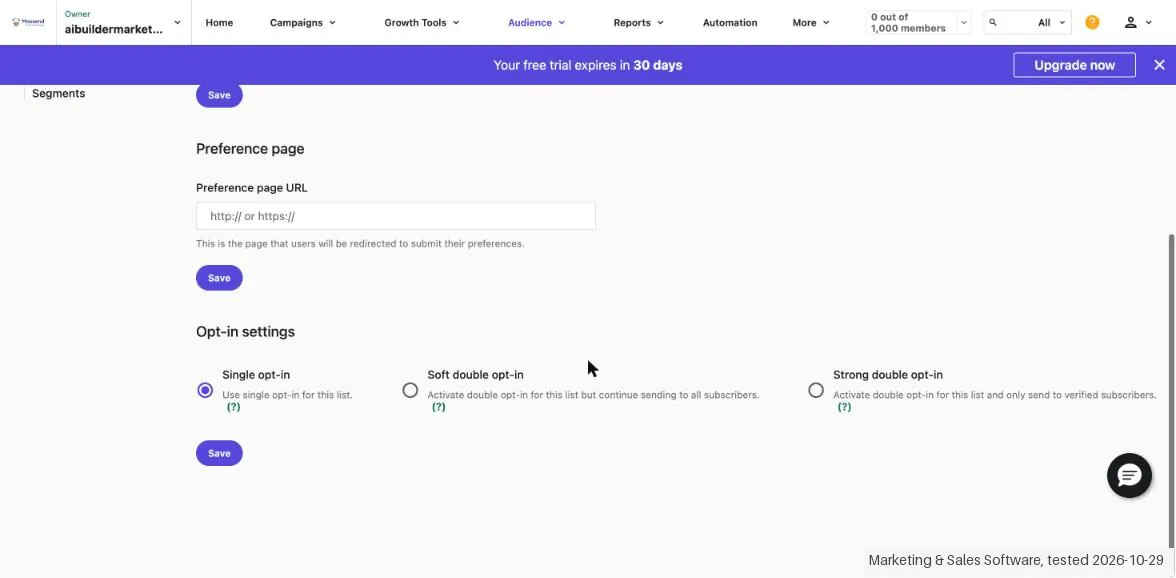 Moosend
Owner
aibuildermarket...
Home
Campaigns
Growth Tools
Audience
Reports
Automation
More
0 out of
1,000 members
All
?
Your free trial expires in 30 days
Upgrade now
Segments
Save
Preference page
Preference page URL
http:// or https://
This is the page that users will be redirected to submit their preferences.
Save
Opt-in settings
Single opt-in
Use single opt-in for this list.
(?)
Soft double opt-in
Activate double opt-in for this list but continue sending to all subscribers.
(?)
Strong double opt-in
Activate double opt-in for this list and only send to verified subscribers.
(?)
Save
Marketing & Sales Software, tested 2026-10-29